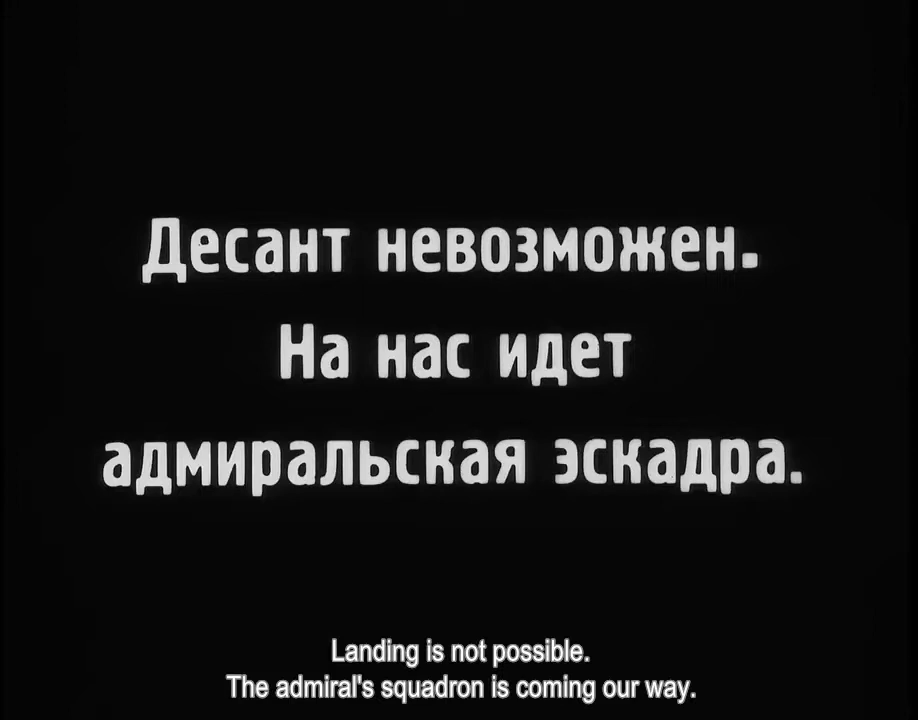 Десант невозможен.
На нас идет
адмиральская эскадра.
Landing is not possible.
The admiral's squadron is coming our way.